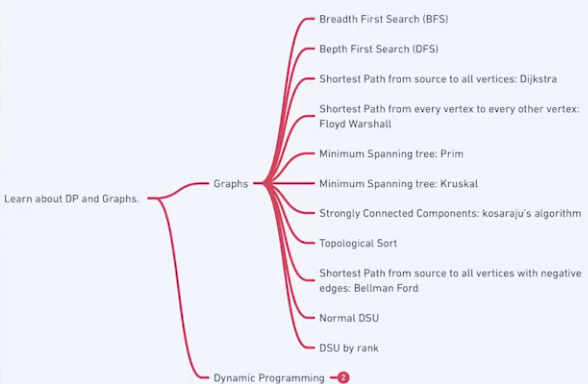 Breadth First Search (BFS)
Bepth First Search (DFS)
Shortest Path from source to all vertices: Dijkstra
Shortest Path from every vertex to every other vertex:
Floyd Warshall
Minimum Spanning tree: Prim
Graphs
Minimum Spanning tree: Kruskal
Learn about DP and Graphs.
Strongly Connected Components: kosaraju's algorithm
Topological Sort
Shortest Path from source to all vertices with negative
edges: Bellman Ford
Normal DSU
DSU by rank
Dynamic Programming
2